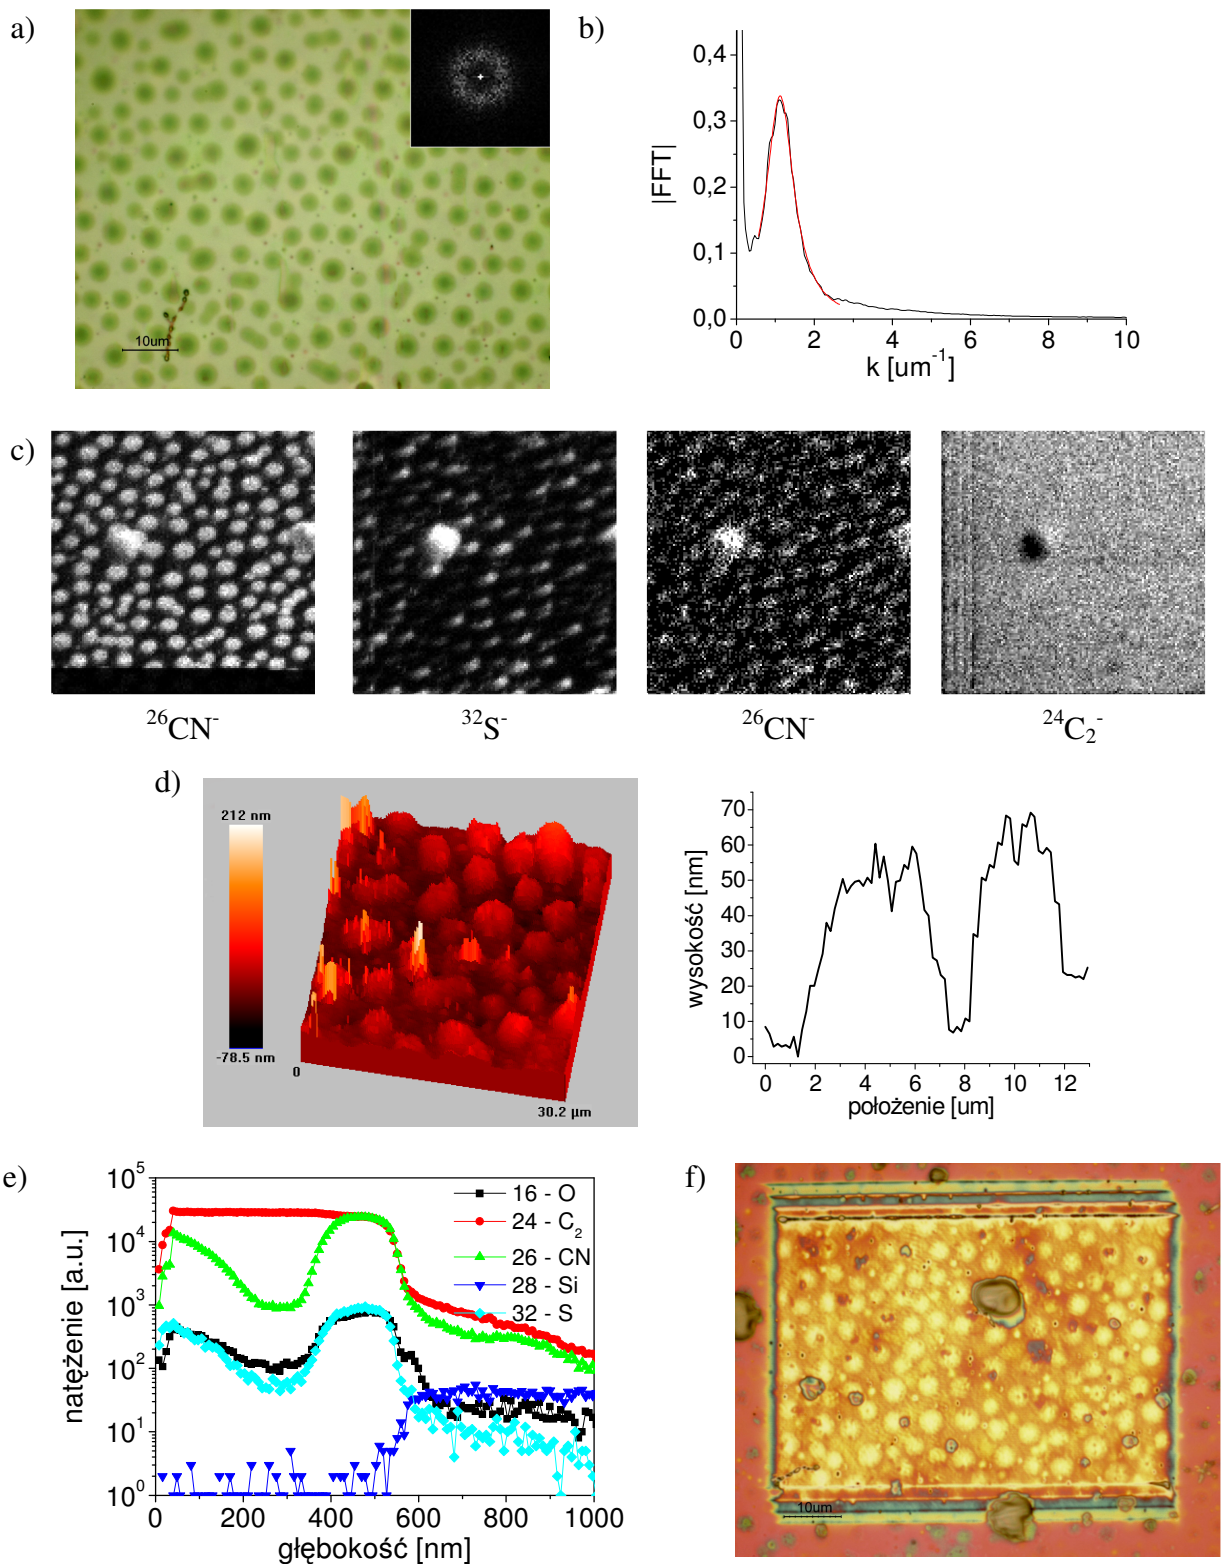 a)
10um
b)
|FFT|
0,4
0,3
0,2
0,1
0,0
0 2 4 6 8 10
k [um⁻¹]
c)
²⁶CN⁻ ³²S⁻ ²⁶CN⁻ ²⁴C₂⁻
d)
212 nm
-78.5 nm
0
30.2 µm
wysokość [nm]
70
60
50
40
30
20
10
0
0 2 4 6 8 10 12
położenie [um]
e)
natężenie [a.u.]
10⁵
10⁴
10³
10²
10¹
10⁰
16 - O
24 - C₂
26 - CN
28 - Si
32 - S
0 200 400 600 800 1000
głębokość [nm]
f)
10um